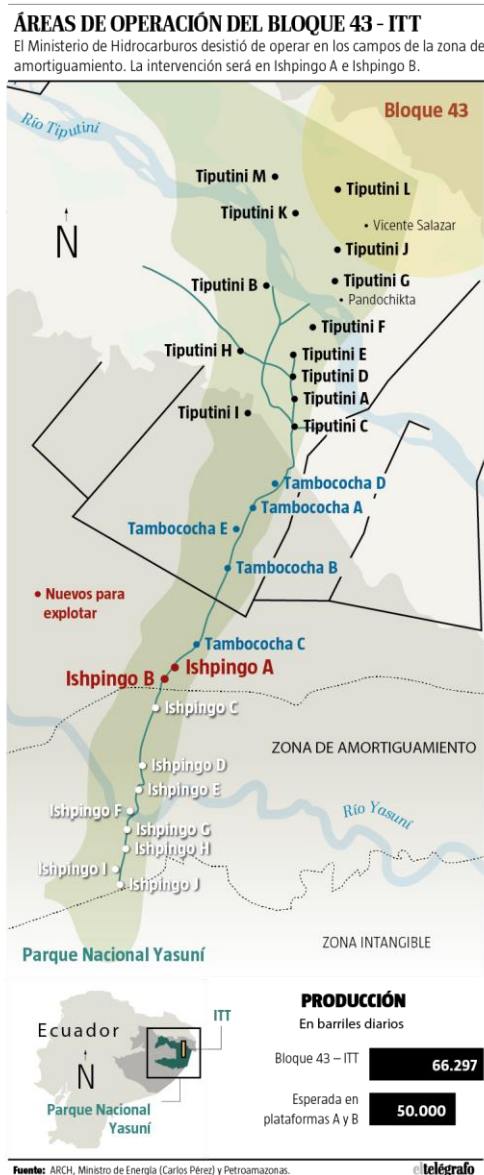 ÁREAS DE OPERACIÓN DEL BLOQUE 43 - ITT
El Ministerio de Hidrocarburos desistió de operar en los campos de la zona de
amortiguamiento. La intervención será en Ishpingo A e Ishpingo B.
Bloque 43
Río Tiputini
Tiputini M
Tiputini L
Tiputini K
Vicente Salazar
N
Tiputini J
Tiputini B
Tiputini G
Pandochikta
Tiputini F
Tiputini H
Tiputini E
Tiputini D
Tiputini A
Tiputini I
Tiputini C
Tambococha D
Tambococha A
Tambococha E
Tambococha B
Nuevos para
explotar
Tambococha C
Ishpingo A
Ishpingo B
Ishpingo C
ZONA DE AMORTIGUAMIENTO
Ishpingo D
Ishpingo E
Ishpingo F
Río Yasuní
Ishpingo G
Ishpingo H
Ishpingo I
Ishpingo J
ZONA INTANGIBLE
Parque Nacional Yasuní
Ecuador
N
ITT
Parque Nacional
Yasuní
PRODUCCIÓN
En barriles diarios
Bloque 43 – ITT
66.297
Esperada en
plataformas A y B
50.000
Fuente: ARCH, Ministro de Energía (Carlos Pérez) y Petroamazonas.
el telégrafo